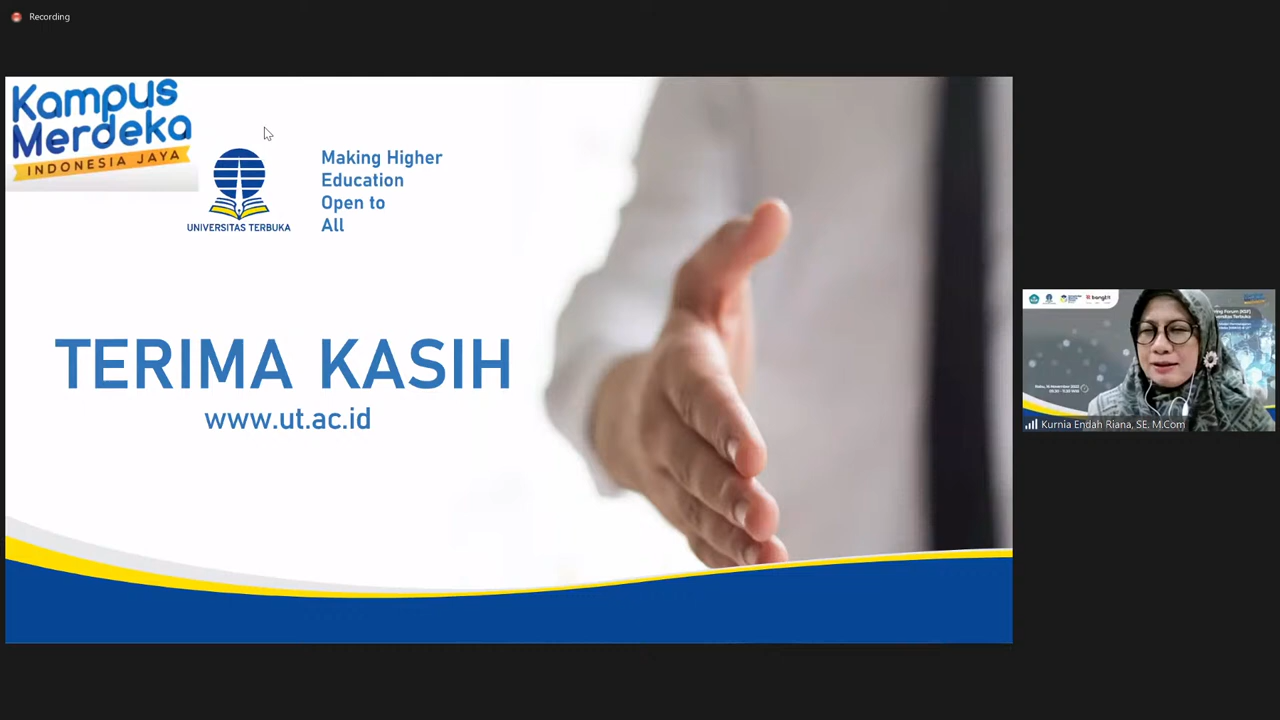 Recording
Kampus
Merdeka
INDONESIA JAYA
UNIVERSITAS TERBUKA
Making Higher
Education
Open to
All
TERIMA KASIH
www.ut.ac.id
Kurnia Endah Riana, SE. M.Com